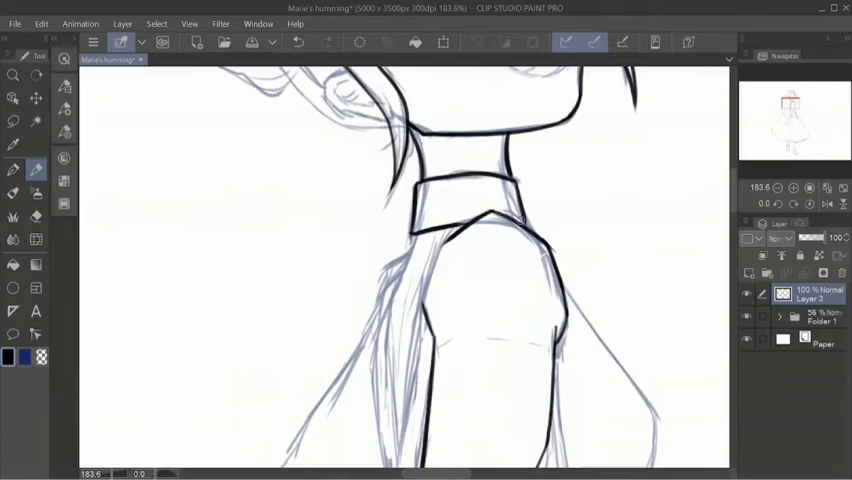 Marie's humming* (5000 x 3500px 300dpi 183.6%) - CLIP STUDIO PAINT PRO
File Edit Animation Layer Select View Filter Window Help
Tool
Marie's humming*
Navigator
183.6
0.0
Layer
Norm 100
100 % Normal
Layer 3
56 % Norm
Folder 1
Paper
183.6 0.0